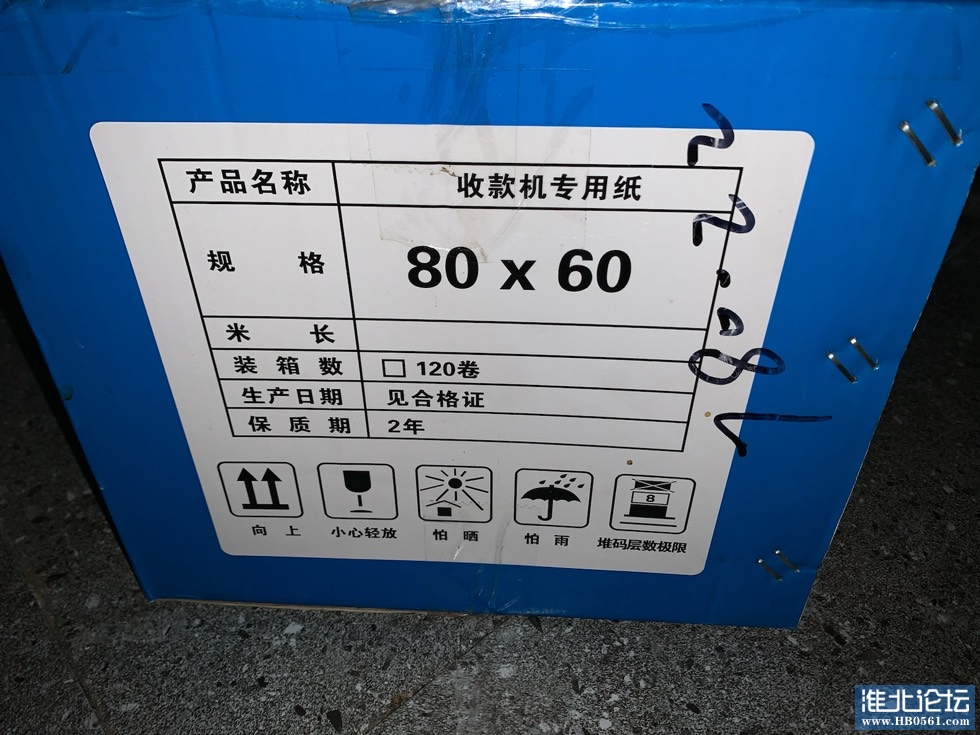 产品名称 收款机专用纸
规 格 80 x 60
米 长
装箱数 □ 120卷
生产日期 见合格证
保质期 2年
向上 小心轻放 怕晒 怕雨 堆码层数极限
8
淮北论坛
www.HB0561.com